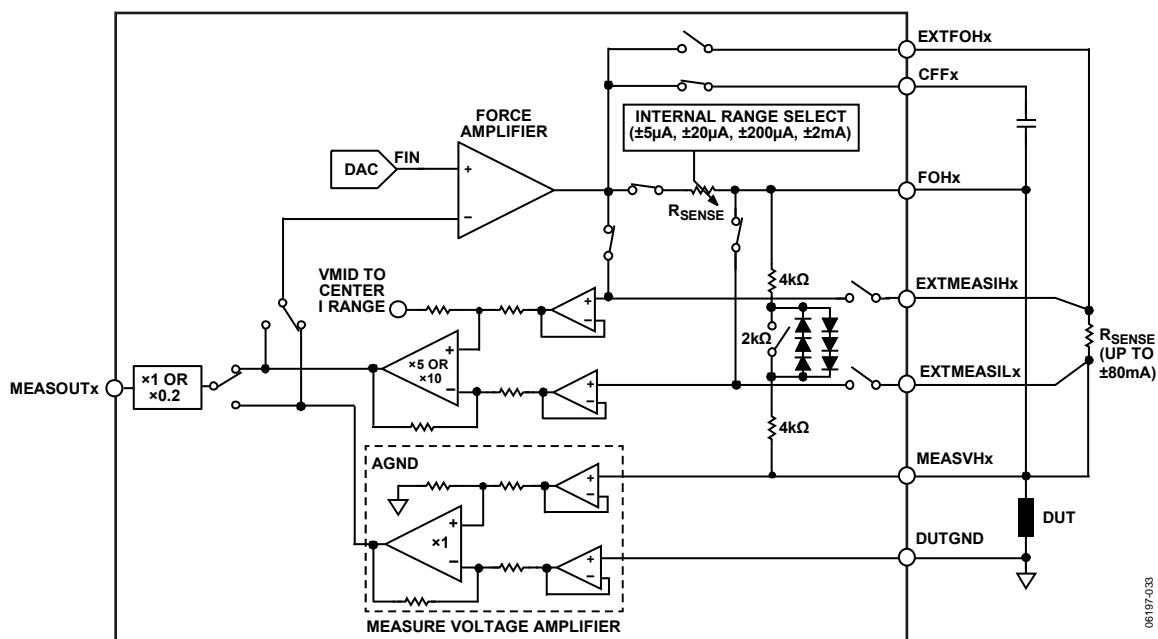 EXTFOHx
CFFx
FORCE
AMPLIFIER
INTERNAL RANGE SELECT
(±5µA, ±20µA, ±200µA, ±2mA)
DAC
FIN
+
–
FOHx
RSENSE
VMID TO
CENTER
I RANGE
4kΩ
+
–
EXTMEASIHx
2kΩ
RSENSE
(UP TO
±80mA)
+
×5 OR
×10
–
MEASOUTx
×1 OR
×0.2
+
–
EXTMEASILx
4kΩ
AGND
MEASVHx
+
–
+
×1
–
DUT
+
–
DUTGND
MEASURE VOLTAGE AMPLIFIER
06197-033